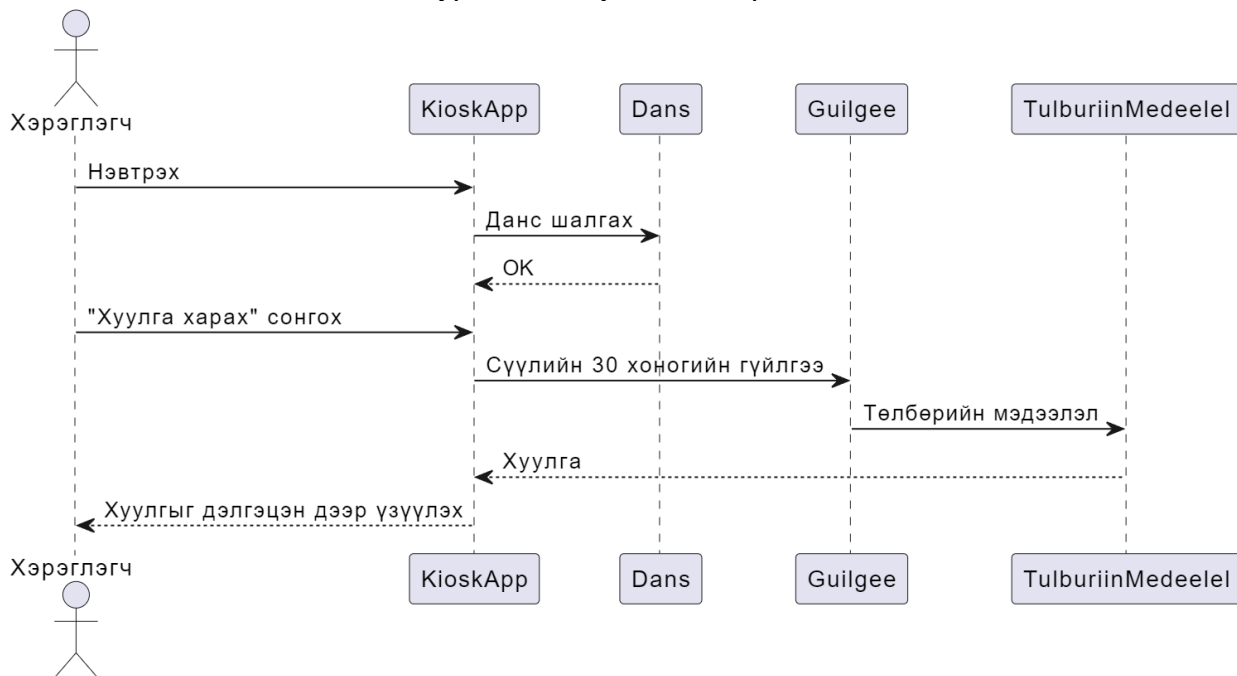 Хэрэглэгч
KioskApp
Dans
Guilgee
TulburiinMedeelel
Нэвтрэх
Данс шалгах
OK
"Хуулга харах" сонгох
Сүүлийн 30 хоногийн гүйлгээ
Төлбөрийн мэдээлэл
Хуулга
Хуулгыг дэлгэцэн дээр үзүүлэх
Хэрэглэгч
KioskApp
Dans
Guilgee
TulburiinMedeelel